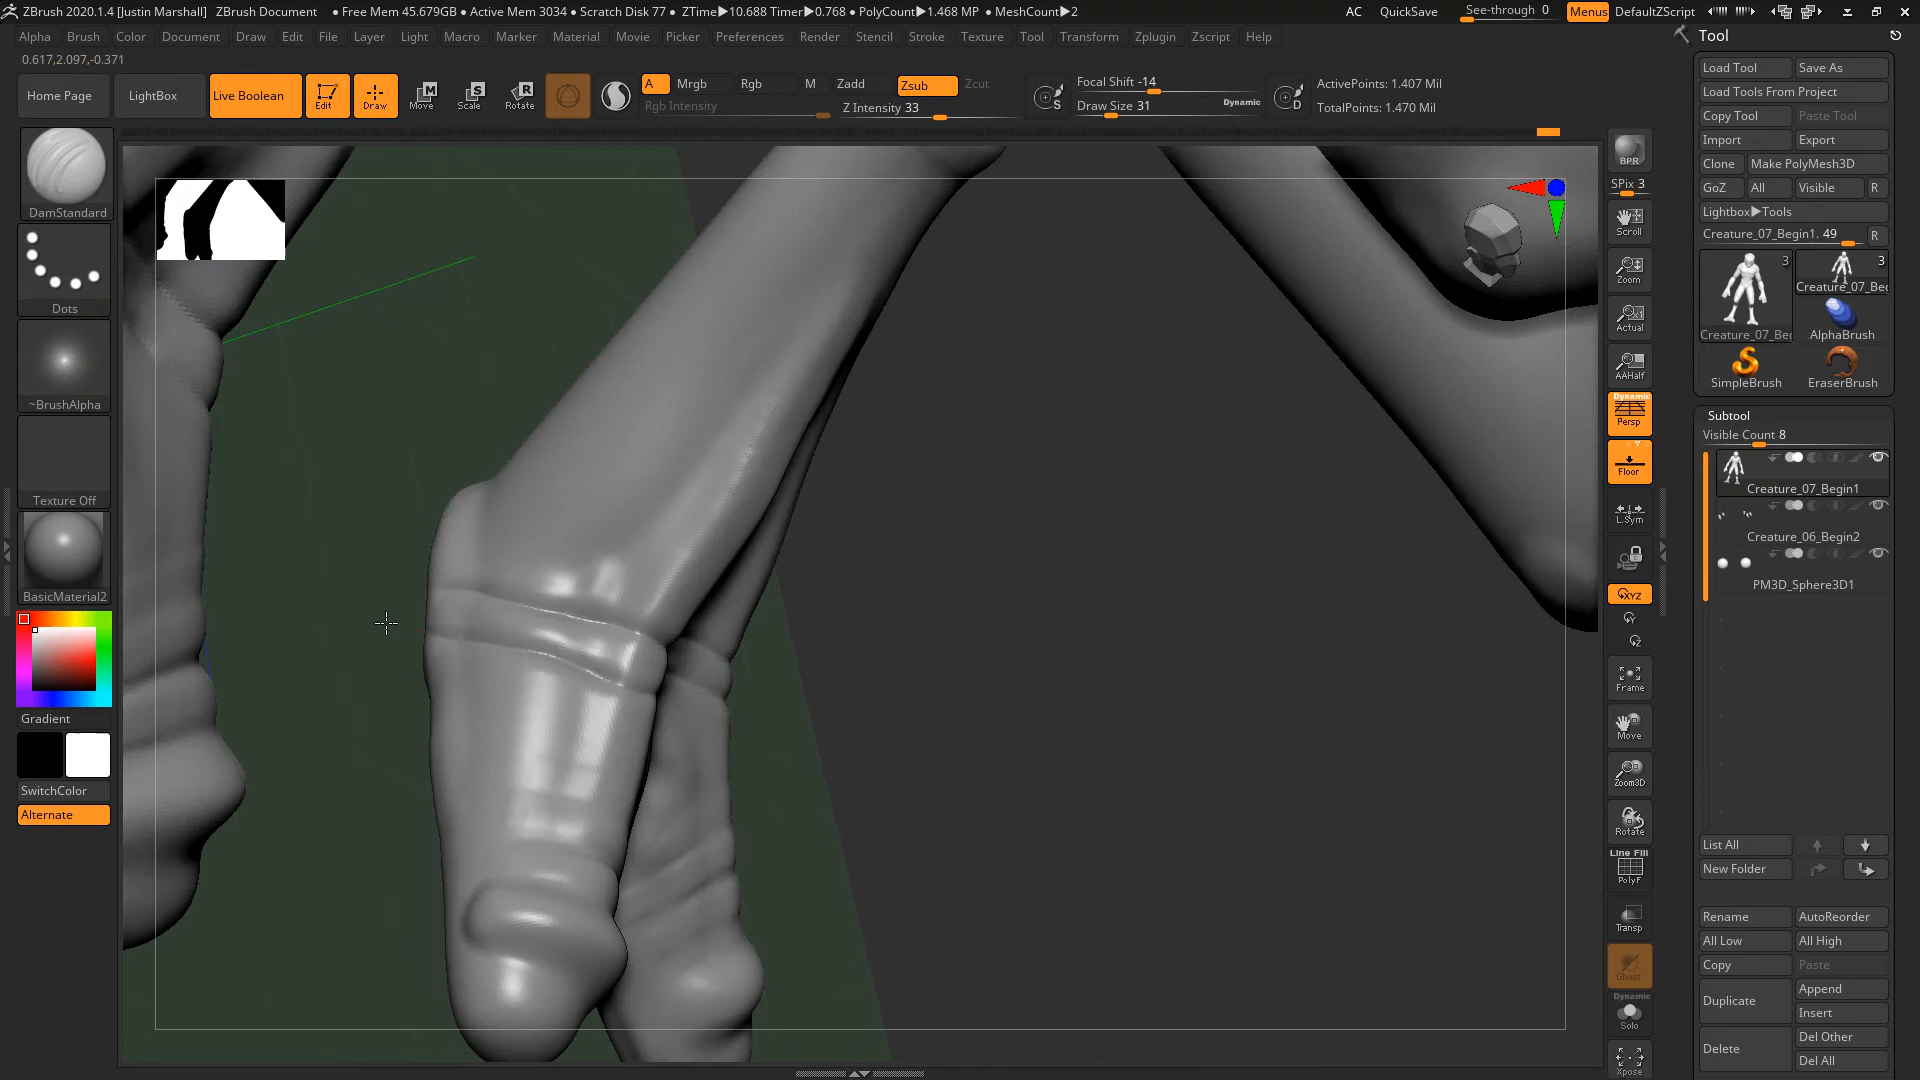 ZBrush 2020.1.4 [Justin Marshall] ZBrush Document • Free Mem 45.679GB • Active Mem 3034 • Scratch Disk 77 • ZTime▶10.688 Timer▶0.768 • PolyCount▶1.468 MP • MeshCount▶2 AC QuickSave See-through 0 Menus DefaultZScript
Alpha Brush Color Document Draw Edit File Layer Light Macro Marker Material Movie Picker Preferences Render Stencil Stroke Texture Tool Transform Zplugin Zscript Help
0.617,2.097,-0.371
Home Page LightBox Live Boolean Edit Draw Move Scale Rotate
A Mrgb Rgb M Zadd Zsub Zcut
Rgb Intensity Z Intensity 33
S Focal Shift -14
Draw Size 31 Dynamic
D ActivePoints: 1.407 Mil
TotalPoints: 1.470 Mil
DamStandard
Dots
~BrushAlpha
Texture Off
BasicMaterial2
Gradient
SwitchColor
Alternate
BPR
SPix 3
Scroll
Zoom
Actual
AAHalf
Dynamic
Persp
Floor
L.Sym
XYZ
Y
Z
Frame
Move
Zoom3D
Rotate
Line Fill
PolyF
Transp
Ghost
Dynamic
Solo
Xpose
Tool
Load Tool Save As
Load Tools From Project
Copy Tool Paste Tool
Import Export
Clone Make PolyMesh3D
GoZ All Visible R
Lightbox▶Tools
Creature_07_Begin1. 49 R
3 3
Creature_07_Beg
Creature_07_Bec AlphaBrush
SimpleBrush EraserBrush
Subtool
Visible Count 8
Creature_07_Begin1
Creature_06_Begin2
PM3D_Sphere3D1
List All
New Folder
Rename AutoReorder
All Low All High
Copy Paste
Duplicate Append
Insert
Delete Del Other
Del All